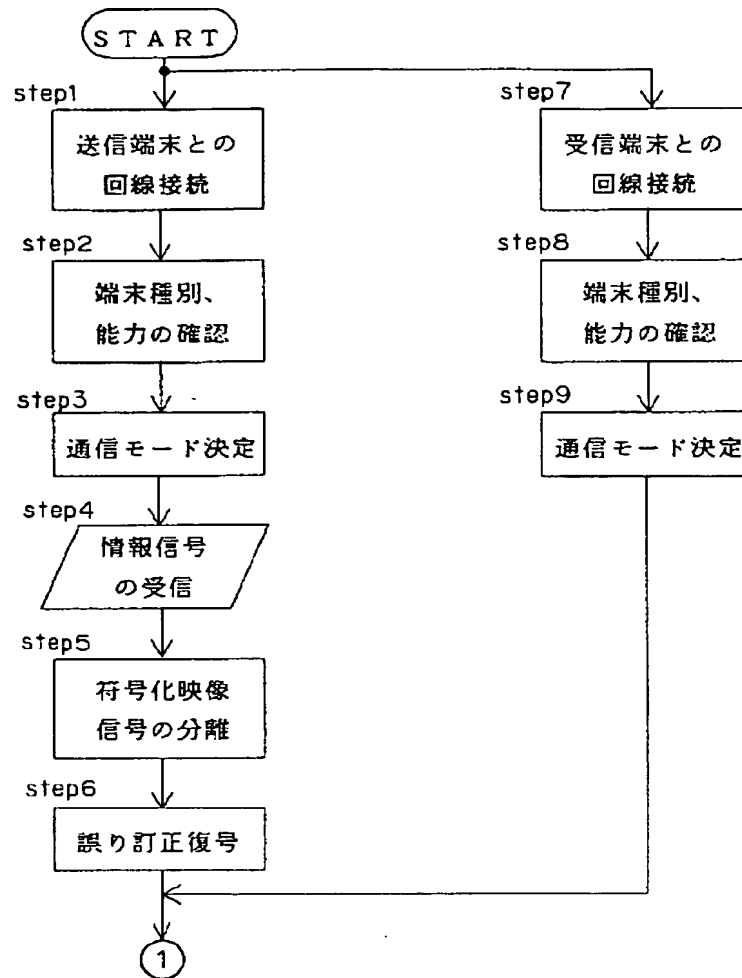 START
step1
送信端末との
回線接続
step2
端末種別、
能力の確認
step3
通信モード決定
step4
情報信号
の受信
step5
符号化映像
信号の分離
step6
誤り訂正復号
step7
受信端末との
回線接続
step8
端末種別、
能力の確認
step9
通信モード決定
1